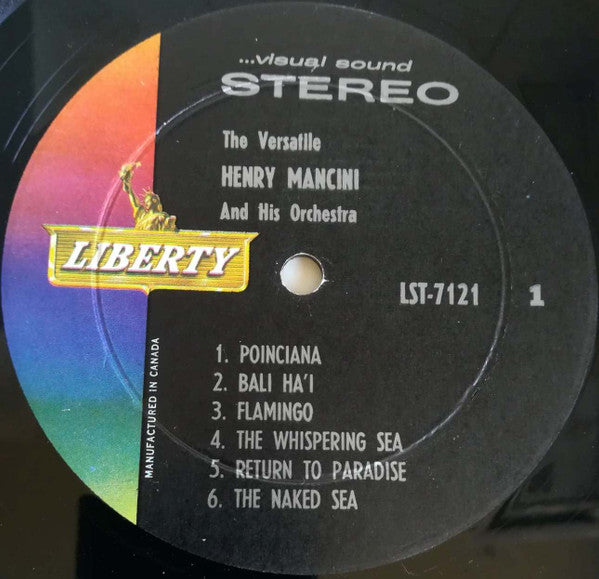 ...visual sound
STEREO
The Versatile
HENRY MANCINI
And His Orchestra
LIBERTY
LST-7121 1
MANUFACTURED IN CANADA
1. POINCIANA
2. BALI HA'I
3. FLAMINGO
4. THE WHISPERING SEA
5. RETURN TO PARADISE
6. THE NAKED SEA